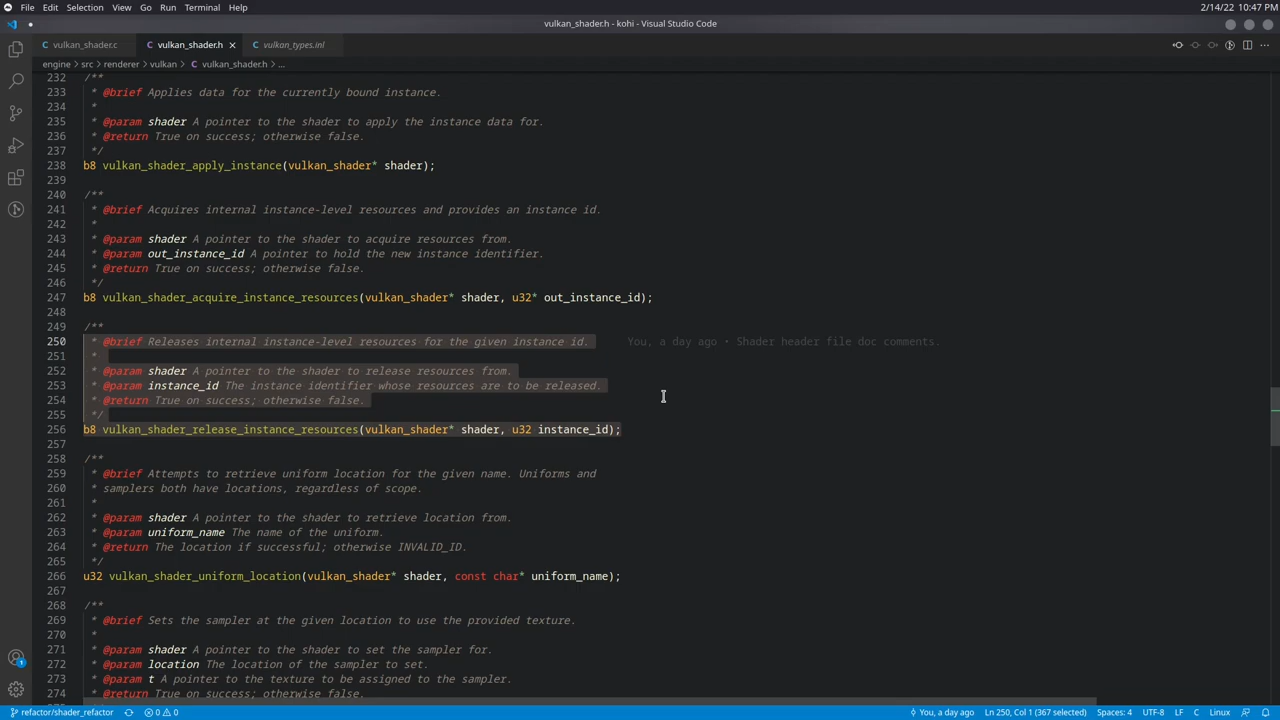 File Edit Selection View Go Run Terminal Help 2/14/22 10:47 PM
vulkan_shader.h - kohi - Visual Studio Code
C vulkan_shader.c C vulkan_shader.h C vulkan_types.inl
engine > src > renderer > vulkan > C vulkan_shader.h > ...
232 /**
233 * @brief Applies data for the currently bound instance.
234 *
235 * @param shader A pointer to the shader to apply the instance data for.
236 * @return True on success; otherwise false.
237 */
238 b8 vulkan_shader_apply_instance(vulkan_shader* shader);
239
240 /**
241 * @brief Acquires internal instance-level resources and provides an instance id.
242 *
243 * @param shader A pointer to the shader to acquire resources from.
244 * @param out_instance_id A pointer to hold the new instance identifier.
245 * @return True on success; otherwise false.
246 */
247 b8 vulkan_shader_acquire_instance_resources(vulkan_shader* shader, u32* out_instance_id);
248
249 /**
250 * @brief Releases internal instance-level resources for the given instance id. You, a day ago • Shader header file doc comments.
251 *
252 * @param shader A pointer to the shader to release resources from.
253 * @param instance_id The instance identifier whose resources are to be released.
254 * @return True on success; otherwise false.
255 */
256 b8 vulkan_shader_release_instance_resources(vulkan_shader* shader, u32 instance_id);
257
258 /**
259 * @brief Attempts to retrieve uniform location for the given name. Uniforms and
260 * samplers both have locations, regardless of scope.
261 *
262 * @param shader A pointer to the shader to retrieve location from.
263 * @param uniform_name The name of the uniform.
264 * @return The location if successful; otherwise INVALID_ID.
265 */
266 u32 vulkan_shader_uniform_location(vulkan_shader* shader, const char* uniform_name);
267
268 /**
269 * @brief Sets the sampler at the given location to use the provided texture.
270 *
271 * @param shader A pointer to the shader to set the sampler for.
272 * @param location The location of the sampler to set.
273 * @param t A pointer to the texture to be assigned to the sampler.
274 * @return True on success; otherwise false.
1
refactor/shader_refactor 0 0 You, a day ago Ln 250, Col 1 (367 selected) Spaces: 4 UTF-8 LF C Linux